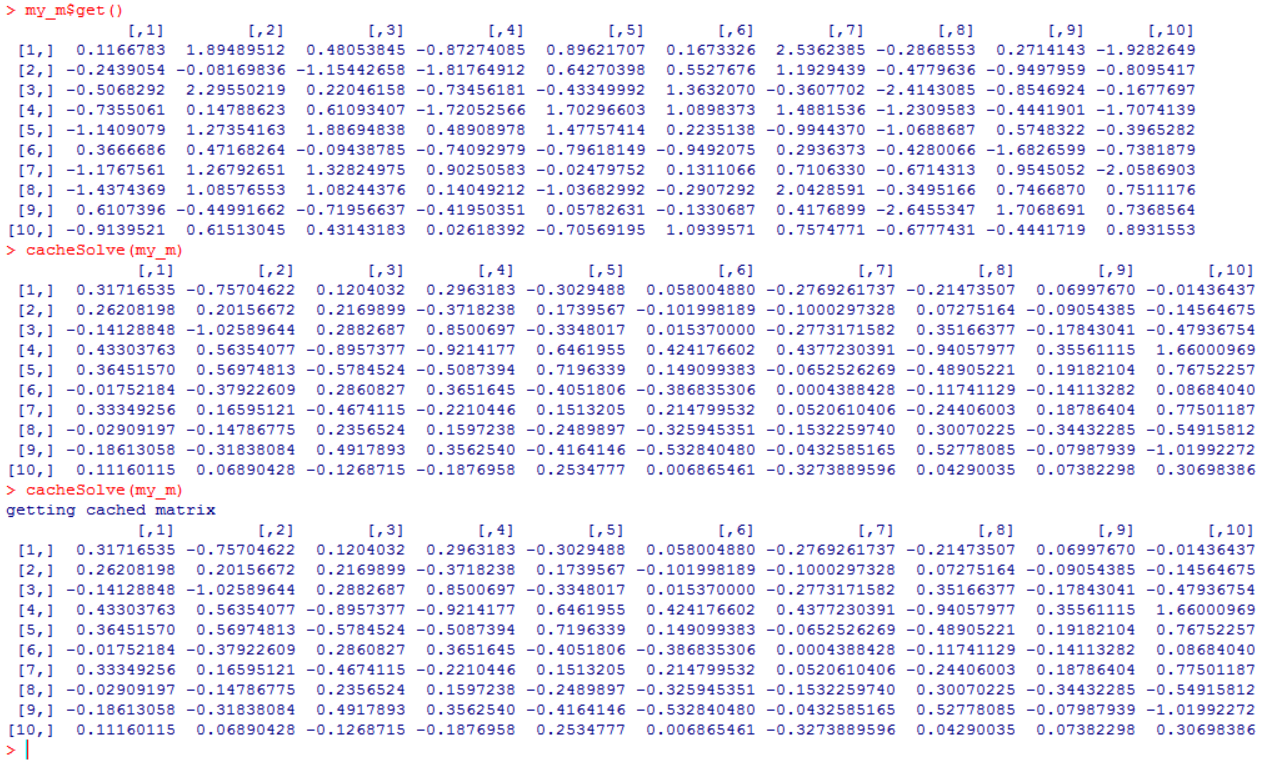 > my_m$get()
            [,1]        [,2]        [,3]        [,4]        [,5]       [,6]       [,7]       [,8]       [,9]      [,10]
 [1,]  0.1166783  1.89489512  0.48053845 -0.87274085  0.89621707  0.1673326  2.5362385 -0.2868553  0.2714143 -1.9282649
 [2,] -0.2439054 -0.08169836 -1.15442658 -1.81764912  0.64270398  0.5527676  1.1929439 -0.4779636 -0.9497959 -0.8095417
 [3,] -0.5068292  2.29550219  0.22046158 -0.73456181 -0.43349992  1.3632070 -0.3607702 -2.4143085 -0.8546924 -0.1677697
 [4,] -0.7355061  0.14788623  0.61093407 -1.72052566  1.70296603  1.0898373  1.4881536 -1.2309583 -0.4441901 -1.7074139
 [5,] -1.1409079  1.27354163  1.88694838  0.48908978  1.47757414  0.2235138 -0.9944370 -1.0688687  0.5748322 -0.3965282
 [6,]  0.3666686  0.47168264 -0.09438785 -0.74092979 -0.79618149 -0.9492075  0.2936373 -0.4280066 -1.6826599 -0.7381879
 [7,] -1.1767561  1.26792651  1.32824975  0.90250583 -0.02479752  0.1311066  0.7106330 -0.6714313  0.9545052 -2.0586903
 [8,] -1.4374369  1.08576553  1.08244376  0.14049212 -1.03682992 -0.2907292  2.0428591 -0.3495166  0.7466870  0.7511176
 [9,]  0.6107396 -0.44991662 -0.71956637 -0.41950351  0.05782631 -0.1330687  0.4176899 -2.6455347  1.7068691  0.7368564
[10,] -0.9139521  0.61513045  0.43143183  0.02618392 -0.70569195  1.0939571  0.7574771 -0.6777431 -0.4441719  0.8931553
> cacheSolve(my_m)
             [,1]        [,2]       [,3]       [,4]       [,5]         [,6]          [,7]        [,8]        [,9]       [,10]
 [1,]  0.31716535 -0.75704622  0.1204032  0.2963183 -0.3029488  0.058004880 -0.2769261737 -0.21473507  0.06997670 -0.01436437
 [2,]  0.26208198  0.20156672  0.2169899 -0.3718238  0.1739567 -0.101998189 -0.1000297328  0.07275164 -0.09054385 -0.14564675
 [3,] -0.14128848 -1.02589644  0.2882687  0.8500697 -0.3348017  0.015370000 -0.2773171582  0.35166377 -0.17843041 -0.47936754
 [4,]  0.43303763  0.56354077 -0.8957377 -0.9214177  0.6461955  0.424176602  0.4377230391 -0.94057977  0.35561115  1.66000969
 [5,]  0.36451570  0.56974813 -0.5784524 -0.5087394  0.7196339  0.149099383 -0.0652526269 -0.48905221  0.19182104  0.76752257
 [6,] -0.01752184 -0.37922609  0.2860827  0.3651645 -0.4051806 -0.386835306  0.0004388428 -0.11741129 -0.14113282  0.08684040
 [7,]  0.33349256  0.16595121 -0.4674115 -0.2210446  0.1513205  0.214799532  0.0520610406 -0.24406003  0.18786404  0.77501187
 [8,] -0.02909197 -0.14786775  0.2356524  0.1597238 -0.2489897 -0.325945351 -0.1532259740  0.30070225 -0.34432285 -0.54915812
 [9,] -0.18613058 -0.31838084  0.4917893  0.3562540 -0.4164146 -0.532840480 -0.0432585165  0.52778085 -0.07987939 -1.01992272
[10,]  0.11160115  0.06890428 -0.1268715 -0.1876958  0.2534777  0.006865461 -0.3273889596  0.04290035  0.07382298  0.30698386
> cacheSolve(my_m)
getting cached matrix
             [,1]        [,2]       [,3]       [,4]       [,5]         [,6]          [,7]        [,8]        [,9]       [,10]
 [1,]  0.31716535 -0.75704622  0.1204032  0.2963183 -0.3029488  0.058004880 -0.2769261737 -0.21473507  0.06997670 -0.01436437
 [2,]  0.26208198  0.20156672  0.2169899 -0.3718238  0.1739567 -0.101998189 -0.1000297328  0.07275164 -0.09054385 -0.14564675
 [3,] -0.14128848 -1.02589644  0.2882687  0.8500697 -0.3348017  0.015370000 -0.2773171582  0.35166377 -0.17843041 -0.47936754
 [4,]  0.43303763  0.56354077 -0.8957377 -0.9214177  0.6461955  0.424176602  0.4377230391 -0.94057977  0.35561115  1.66000969
 [5,]  0.36451570  0.56974813 -0.5784524 -0.5087394  0.7196339  0.149099383 -0.0652526269 -0.48905221  0.19182104  0.76752257
 [6,] -0.01752184 -0.37922609  0.2860827  0.3651645 -0.4051806 -0.386835306  0.0004388428 -0.11741129 -0.14113282  0.08684040
 [7,]  0.33349256  0.16595121 -0.4674115 -0.2210446  0.1513205  0.214799532  0.0520610406 -0.24406003  0.18786404  0.77501187
 [8,] -0.02909197 -0.14786775  0.2356524  0.1597238 -0.2489897 -0.325945351 -0.1532259740  0.30070225 -0.34432285 -0.54915812
 [9,] -0.18613058 -0.31838084  0.4917893  0.3562540 -0.4164146 -0.532840480 -0.0432585165  0.52778085 -0.07987939 -1.01992272
[10,]  0.11160115  0.06890428 -0.1268715 -0.1876958  0.2534777  0.006865461 -0.3273889596  0.04290035  0.07382298  0.30698386
>